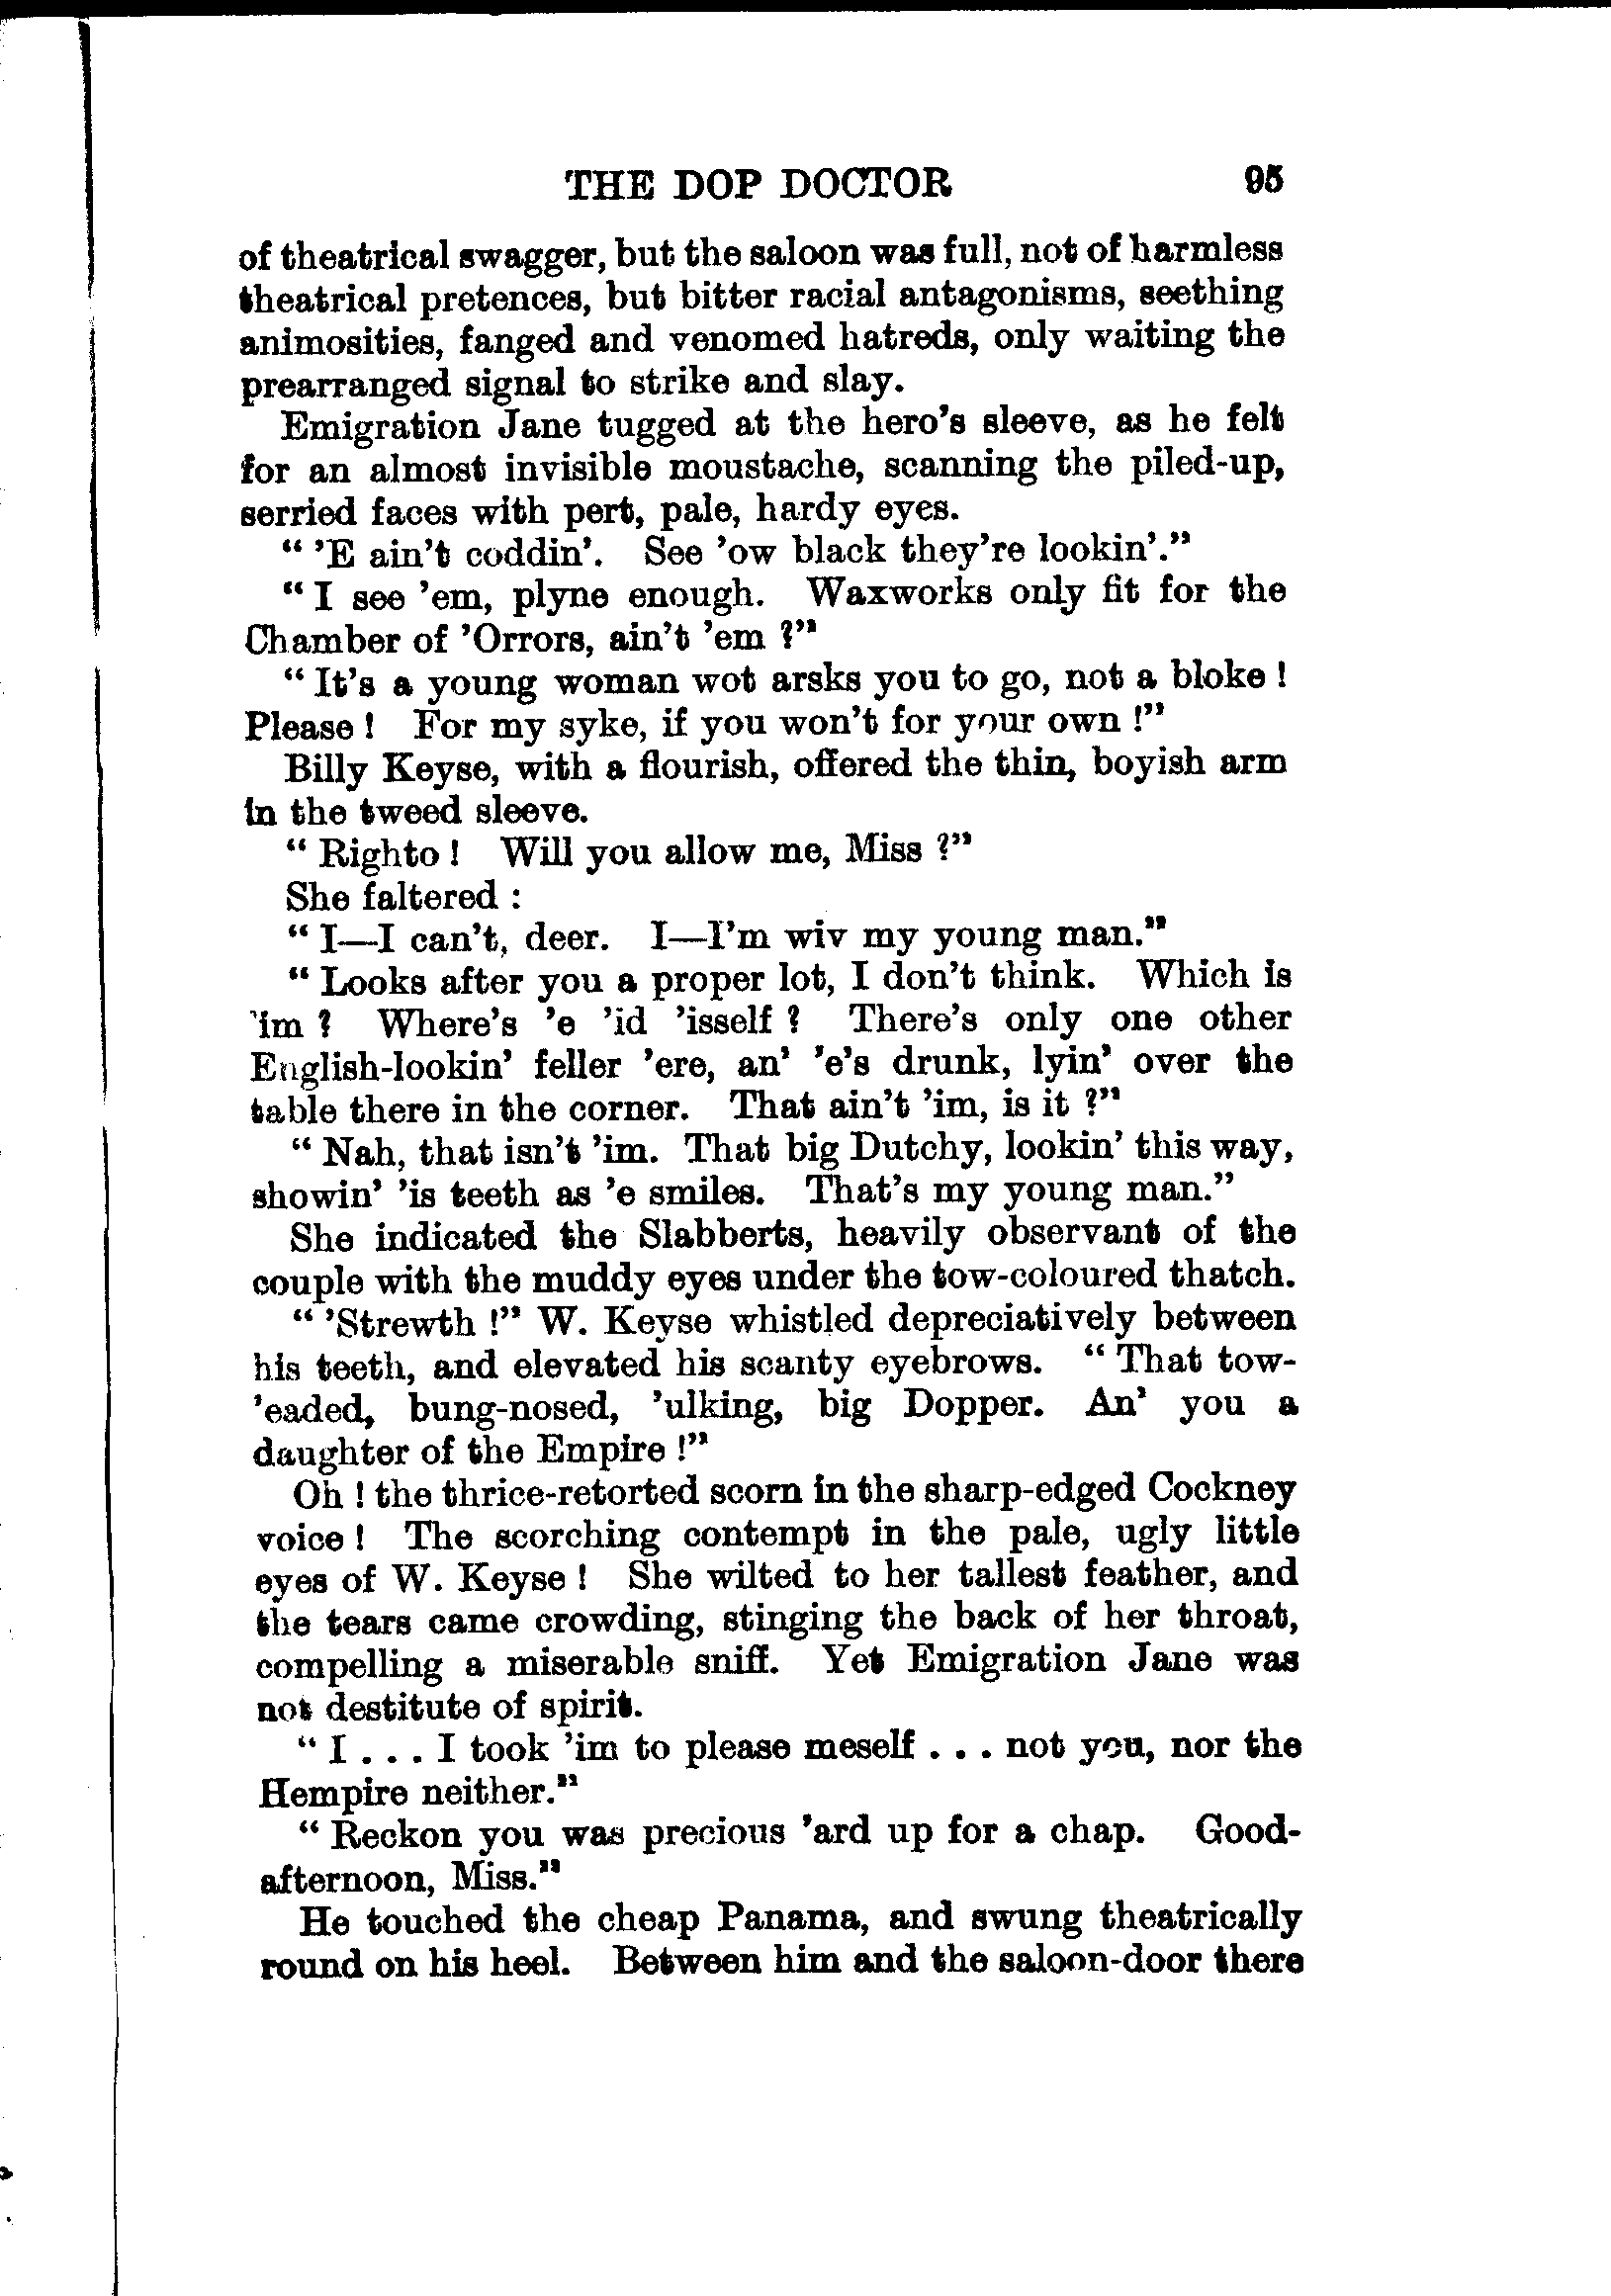 THE DOP DOCTOR 95
of theatrical swagger, but the saloon was full, not of harmless
theatrical pretences, but bitter racial antagonisms, seething
animosities, fanged and venomed hatreds, only waiting the
prearranged signal to strike and slay.
Emigration Jane tugged at the hero's sleeve, as he felt
for an almost invisible moustache, scanning the piled-up,
serried faces with pert, pale, hardy eyes.
" 'E ain't coddin'. See 'ow black they're lookin'."
" I see 'em, plyne enough. Waxworks only fit for the
Chamber of 'Orrors, ain't 'em ?"
" It's a young woman wot arsks you to go, not a bloke !
Please ! For my syke, if you won't for your own !"
Billy Keyse, with a flourish, offered the thin, boyish arm
in the tweed sleeve.
" Righto ! Will you allow me, Miss ?"
She faltered :
" I—I can't, deer. I—I'm wiv my young man."
" Looks after you a proper lot, I don't think. Which is
'im ? Where's 'e 'id 'isself ? There's only one other
English-lookin' feller 'ere, an' 'e's drunk, lyin' over the
table there in the corner. That ain't 'im, is it ?"
" Nah, that isn't 'im. That big Dutchy, lookin' this way,
showin' 'is teeth as 'e smiles. That's my young man."
She indicated the Slabberts, heavily observant of the
couple with the muddy eyes under the tow-coloured thatch.
" 'Strewth !" W. Keyse whistled depreciatively between
his teeth, and elevated his scanty eyebrows. " That tow-
'eaded, bung-nosed, 'ulking, big Dopper. An' you a
daughter of the Empire !"
Oh ! the thrice-retorted scorn in the sharp-edged Cockney
voice ! The scorching contempt in the pale, ugly little
eyes of W. Keyse ! She wilted to her tallest feather, and
the tears came crowding, stinging the back of her throat,
compelling a miserable sniff. Yet Emigration Jane was
not destitute of spirit.
" I . . . I took 'im to please meself . . . not you, nor the
Hempire neither."
" Reckon you was precious 'ard up for a chap. Good-
afternoon, Miss."
He touched the cheap Panama, and swung theatrically
round on his heel. Between him and the saloon-door there